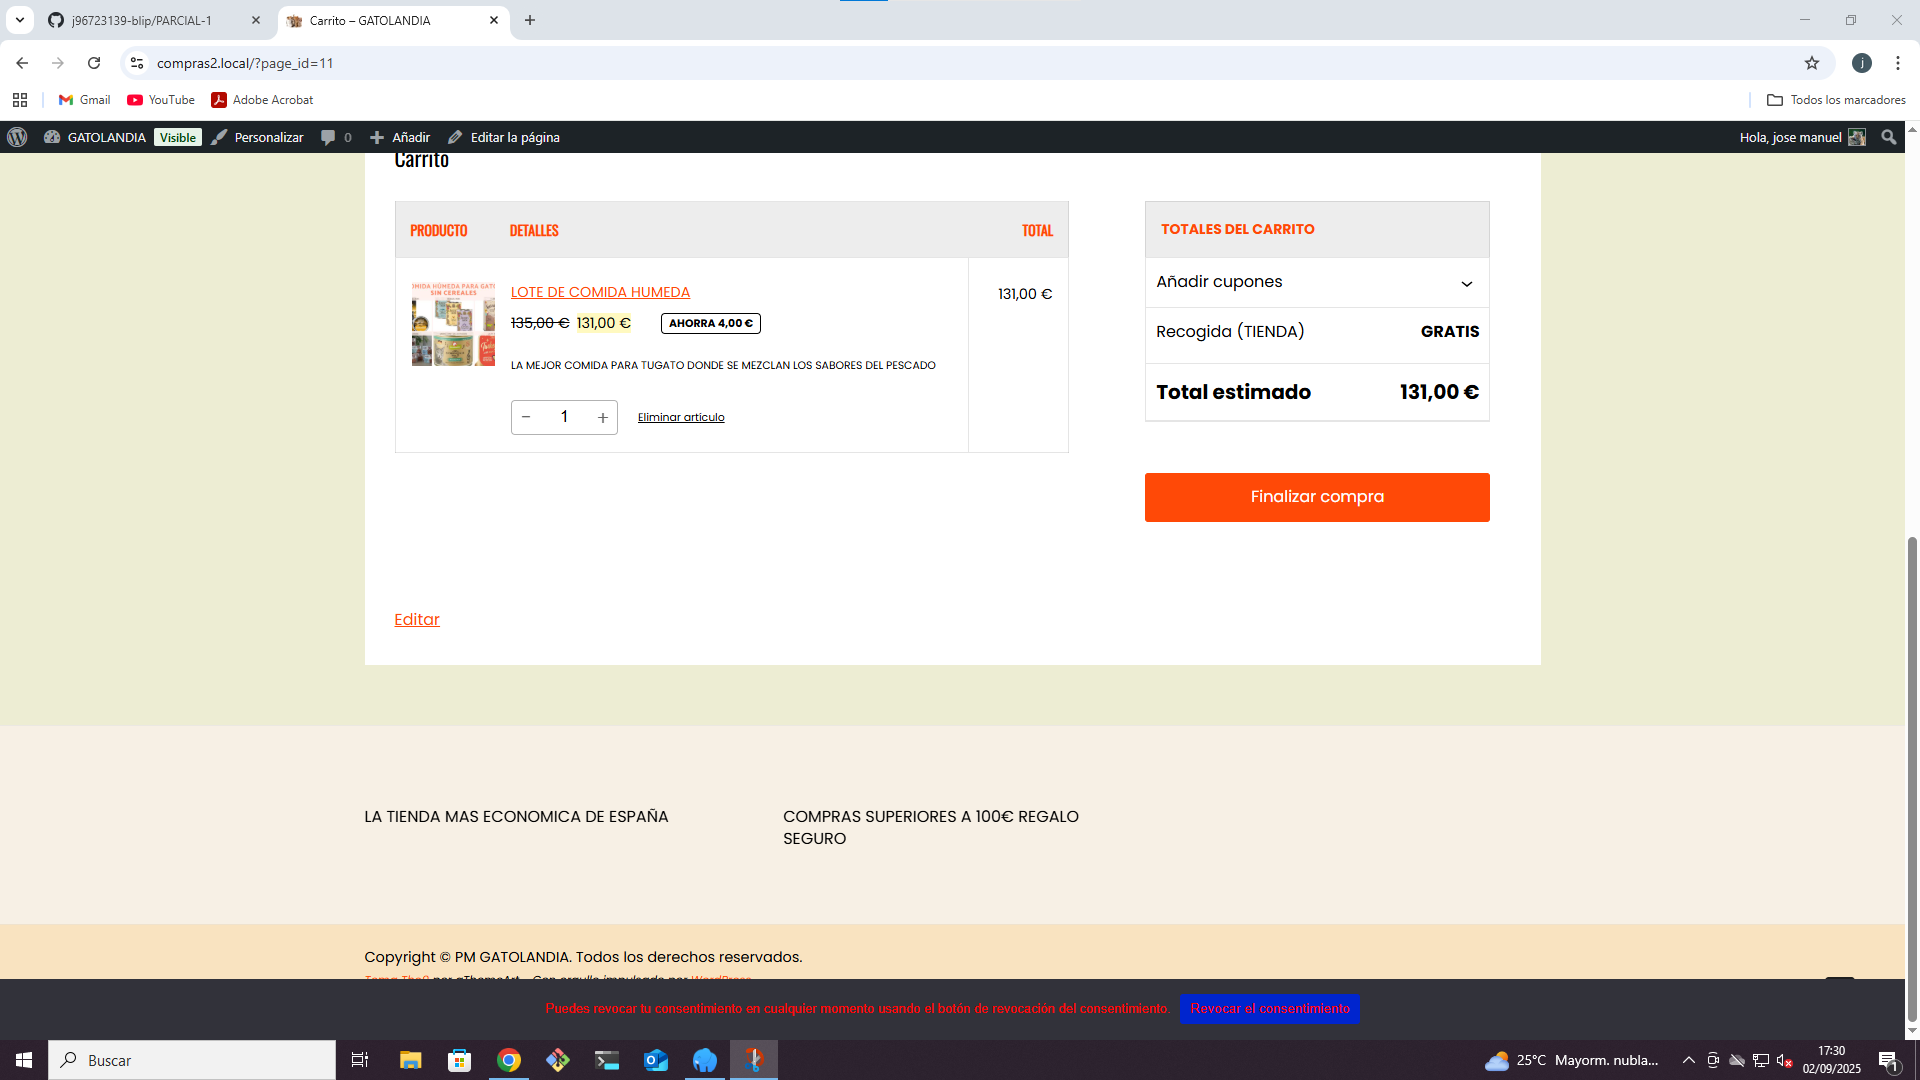 j96723139-blip/PARCIAL-1
Carrito – GATOLANDIA
compras2.local/?page_id=11
j
Gmail
YouTube
Adobe Acrobat
Todos los marcadores
GATOLANDIA
Visible
Personalizar
0
Añadir
Editar la página
Hola, jose manuel
Carrito
PRODUCTO
DETALLES
TOTAL
SIN CEREALES
LOTE DE COMIDA HUMEDA
131,00 €
135,00 € 131,00 €
AHORRA 4,00 €
LA MEJOR COMIDA PARA TUGATO DONDE SE MEZCLAN LOS SABORES DEL PESCADO
− 1 +
Eliminar artículo
TOTALES DEL CARRITO
Añadir cupones
Recogida (TIENDA) GRATIS
Total estimado 131,00 €
Finalizar compra
Editar
LA TIENDA MAS ECONOMICA DE ESPAÑA
COMPRAS SUPERIORES A 100€ REGALO
SEGURO
Copyright © PM GATOLANDIA. Todos los derechos reservados.
Puedes revocar tu consentimiento en cualquier momento usando el botón de revocación del consentimiento.
Revocar el consentimiento
Buscar
25°C Mayorm. nubla...
17:30
02/09/2025
1